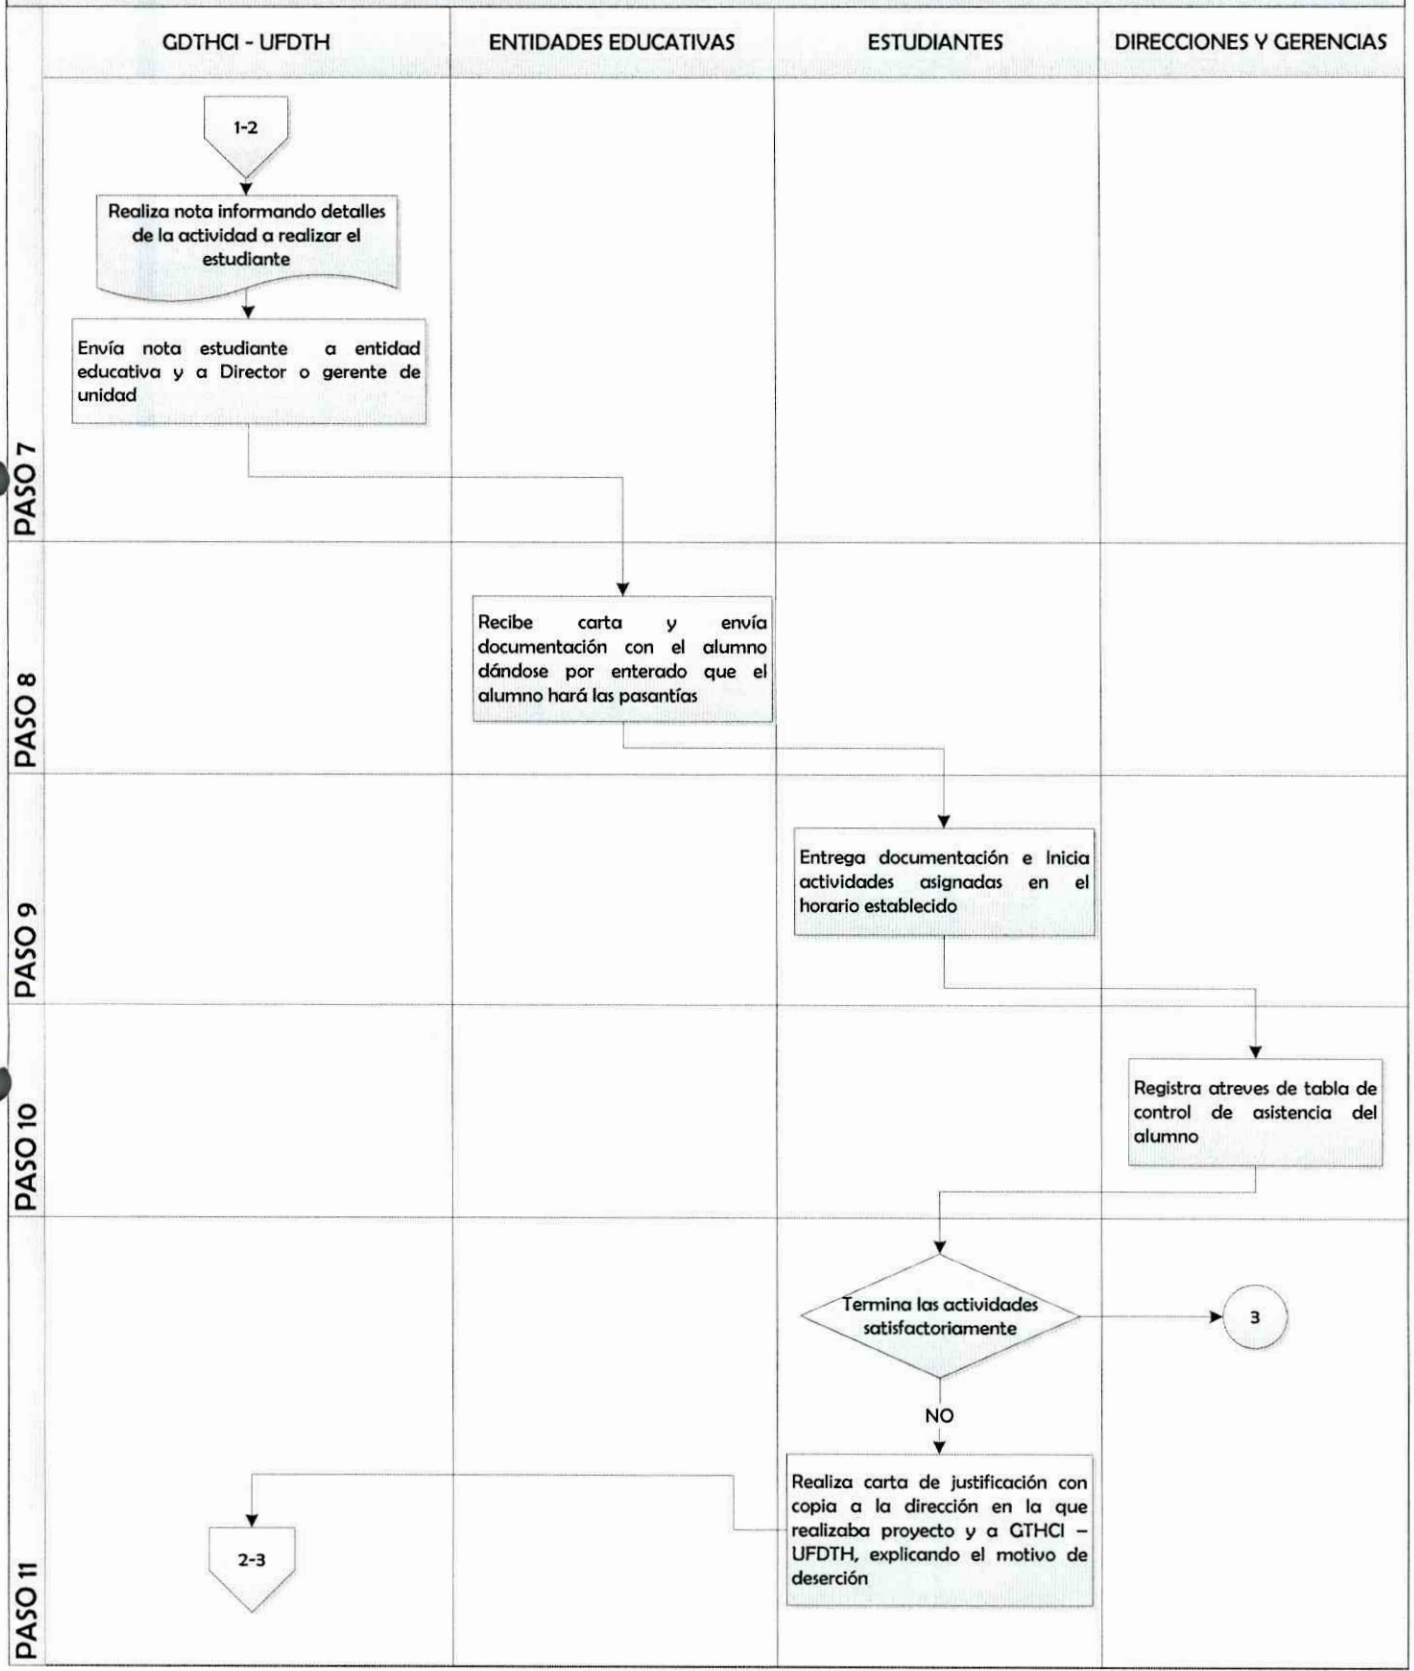 GDTHCI - UFDTH
ENTIDADES EDUCATIVAS
ESTUDIANTES
DIRECCIONES Y GERENCIAS
PASO 7
1-2
Realiza nota informando detalles
de la actividad a realizar el
estudiante
Envía nota estudiante a entidad
educativa y a Director o gerente de
unidad
PASO 8
Recibe carta y envía
documentación con el alumno
dándose por enterado que el
alumno hará las pasantías
PASO 9
Entrega documentación e Inicia
actividades asignadas en el
horario establecido
PASO 10
Registra atreves de tabla de
control de asistencia del
alumno
PASO 11
Termina las actividades
satisfactoriamente
3
NO
Realiza carta de justificación con
copia a la dirección en la que
realizaba proyecto y a GTHCI –
UFDTH, explicando el motivo de
deserción
2-3